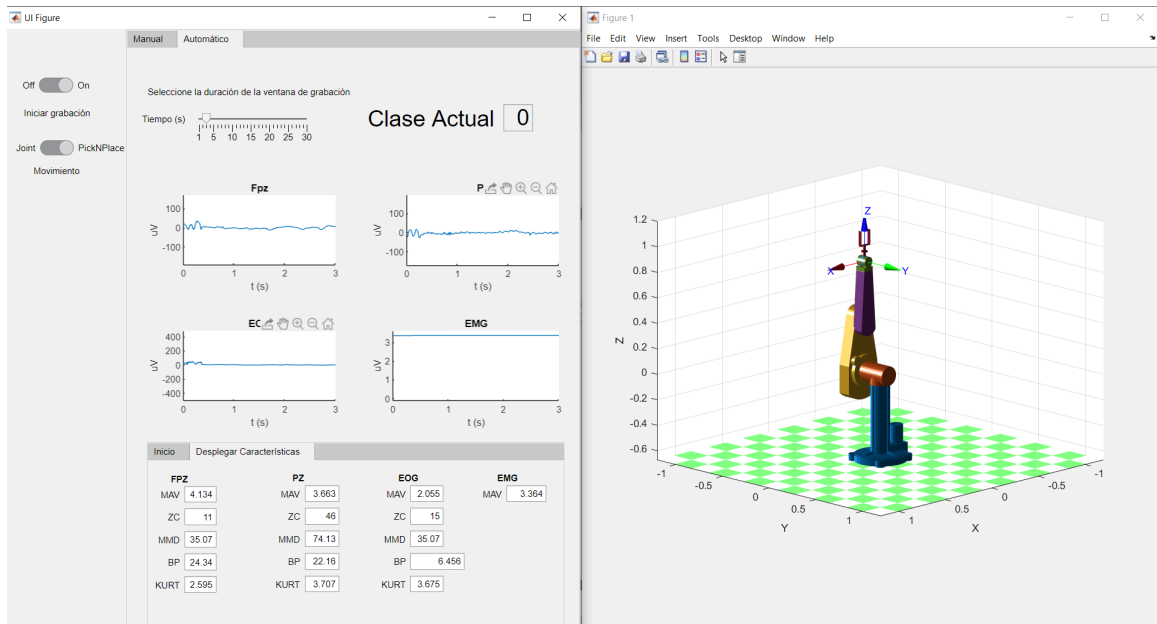 UI Figure
Manual Automático
Off On
Iniciar grabación
Joint PickNPlace
Movimiento
Seleccione la duración de la ventana de grabación
Tiempo (s)
1 5 10 15 20 25 30
Clase Actual 0
Fpz
100
0
-100
uV
0 1 2 3
t (s)
P
100
0
-100
uV
0 1 2 3
t (s)
EO
400
200
0
-200
-400
uV
0 1 2 3
t (s)
EMG
3
2
1
0
uV
0 1 2 3
t (s)
Inicio Desplegar Características
FPZ PZ EOG EMG
MAV 4.134 MAV 3.663 MAV 2.055 MAV 3.364
ZC 11 ZC 46 ZC 15
MMD 35.07 MMD 74.13 MMD 35.07
BP 24.34 BP 22.16 BP 6.456
KURT 2.595 KURT 3.707 KURT 3.675
Figure 1
File Edit View Insert Tools Desktop Window Help
1.2
1
0.8
0.6
0.4
0.2
0
-0.2
-0.4
-0.6
Z
Z
X Y
-1 -0.5 0 0.5 1
Y
1 0.5 0 -0.5 -1
X